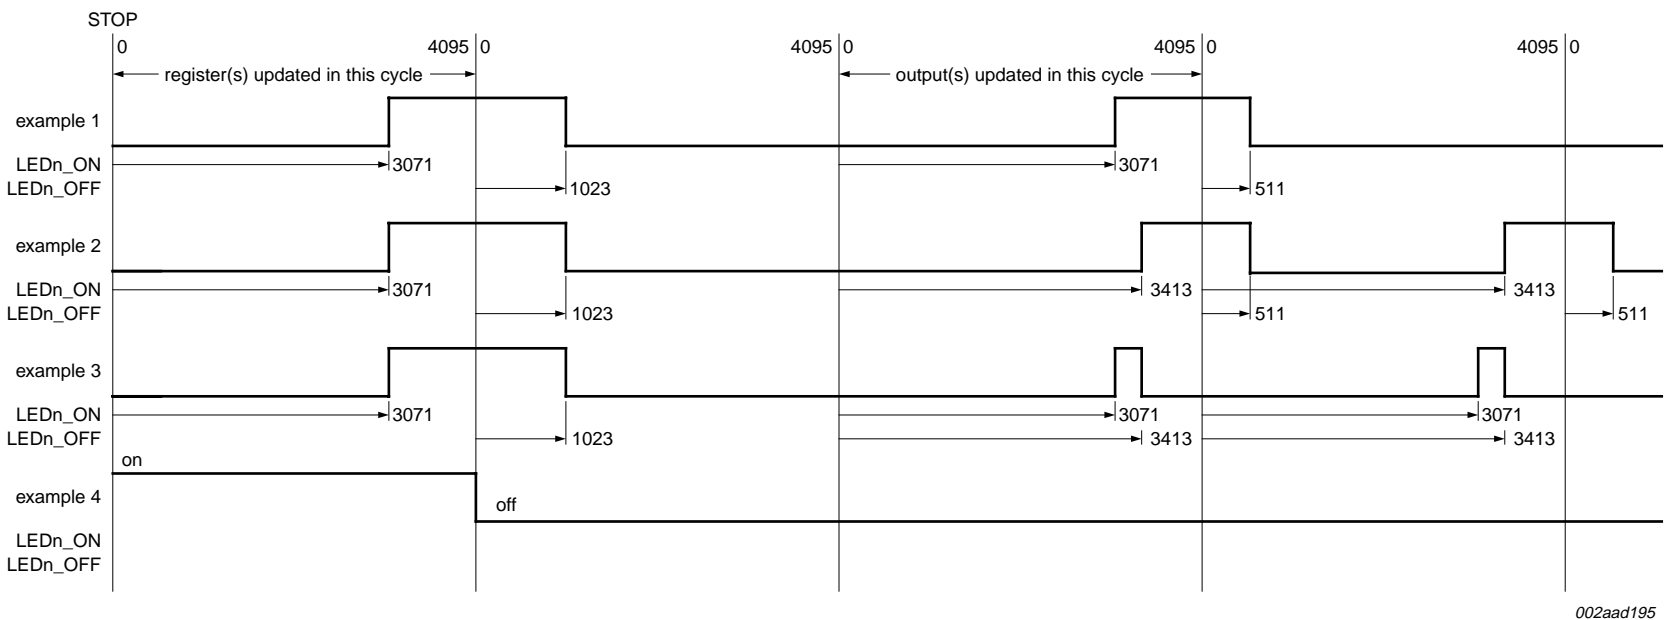 STOP
0 4095 0 4095 0 4095 0 4095 0
register(s) updated in this cycle output(s) updated in this cycle
example 1
LEDn_ON 3071 3071
LEDn_OFF 1023 511
example 2
LEDn_ON 3071 3413 3413
LEDn_OFF 1023 511 511
example 3
LEDn_ON 3071 3071 3071
LEDn_OFF 1023 3413 3413
on
example 4 off
LEDn_ON
LEDn_OFF
002aad195